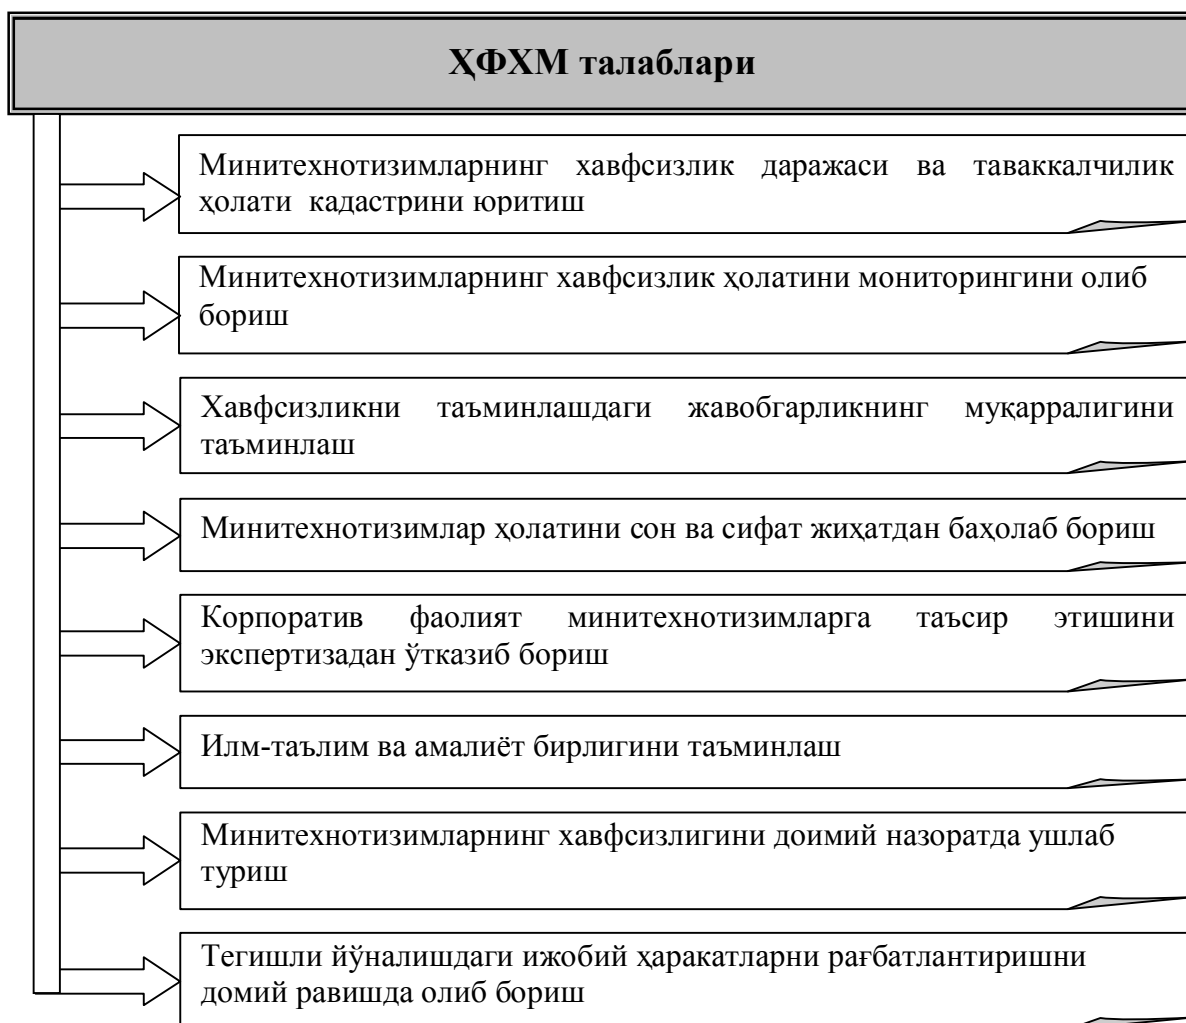 ҲФХМ талаблари
Минитехнотизимларнинг хавфсизлик даражаси ва таваккалчилик
ҳолати кадастрини юритиш
Минитехнотизимларнинг хавфсизлик ҳолатини мониторингини олиб
бориш
Хавфсизликни таъминлашдаги жавобгарликнинг муқарралигини
таъминлаш
Минитехнотизимлар ҳолатини сон ва сифат жиҳатдан баҳолаб бориш
Корпоратив фаолият минитехнотизимларга таъсир этишини
экспертизадан ўтказиб бориш
Илм-таълим ва амалиёт бирлигини таъминлаш
Минитехнотизимларнинг хавфсизлигини доимий назоратда ушлаб
туриш
Тегишли йўналишдаги ижобий ҳаракатларни рағбатлантиришни
домий равишда олиб бориш